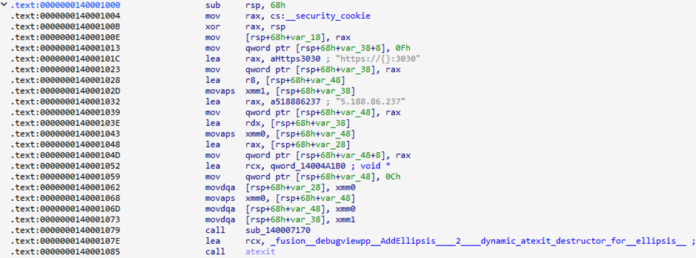 .text:0000000140001000 sub rsp, 68h
.text:0000000140001004 mov rax, cs:__security_cookie
.text:000000014000100B xor rax, rsp
.text:000000014000100E mov [rsp+68h+var_18], rax
.text:0000000140001013 mov qword ptr [rsp+68h+var_38+8], 0Fh
.text:000000014000101C lea rax, aHttps3030 ; "https://{}:3030"
.text:0000000140001023 mov qword ptr [rsp+68h+var_38], rax
.text:0000000140001028 lea r8, [rsp+68h+var_48]
.text:000000014000102D movaps xmm1, [rsp+68h+var_38]
.text:0000000140001032 lea rax, a518886237 ; "5.188.86.237"
.text:0000000140001039 mov qword ptr [rsp+68h+var_48], rax
.text:000000014000103E lea rdx, [rsp+68h+var_38]
.text:0000000140001043 movaps xmm0, [rsp+68h+var_48]
.text:0000000140001048 lea rax, [rsp+68h+var_28]
.text:000000014000104D mov qword ptr [rsp+68h+var_48+8], rax
.text:0000000140001052 lea rcx, qword_14004A1B0 ; void *
.text:0000000140001059 mov qword ptr [rsp+68h+var_48], 0Ch
.text:0000000140001062 movdqa [rsp+68h+var_28], xmm0
.text:0000000140001068 movaps xmm0, [rsp+68h+var_48]
.text:000000014000106D movdqa [rsp+68h+var_48], xmm0
.text:0000000140001073 movdqa [rsp+68h+var_38], xmm1
.text:0000000140001079 call sub_140007170
.text:000000014000107E lea rcx, _fusion__debugviewpp__AddEllipsis____2____dynamic_atexit_destructor_for__ellipsis__ ;
.text:0000000140001085 call atexit